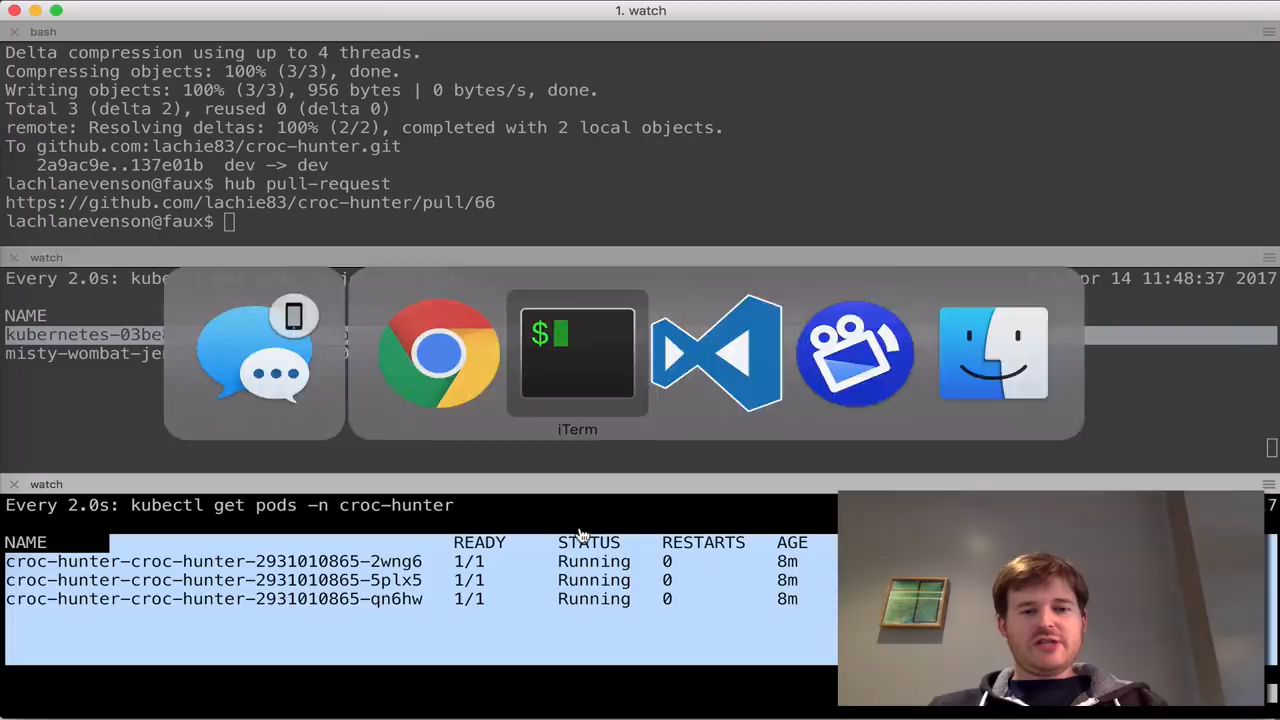 1. watch
bash
Delta compression using up to 4 threads.
Compressing objects: 100% (3/3), done.
Writing objects: 100% (3/3), 956 bytes | 0 bytes/s, done.
Total 3 (delta 2), reused 0 (delta 0)
remote: Resolving deltas: 100% (2/2), completed with 2 local objects.
To github.com:lachie83/croc-hunter.git
2a9ac9e..137e01b dev -> dev
lachlanevenson@faux$ hub pull-request
https://github.com/lachie83/croc-hunter/pull/66
lachlanevenson@faux$
watch
Every 2.0s: pr 14 11:48:37 2017
NAME
kubernetes-03be
misty-wombat-je
$
iTerm
watch
Every 2.0s: kubectl get pods -n croc-hunter 7
NAME READY STATUS RESTARTS AGE
croc-hunter-croc-hunter-2931010865-2wng6 1/1 Running 0 8m
croc-hunter-croc-hunter-2931010865-5plx5 1/1 Running 0 8m
croc-hunter-croc-hunter-2931010865-qn6hw 1/1 Running 0 8m